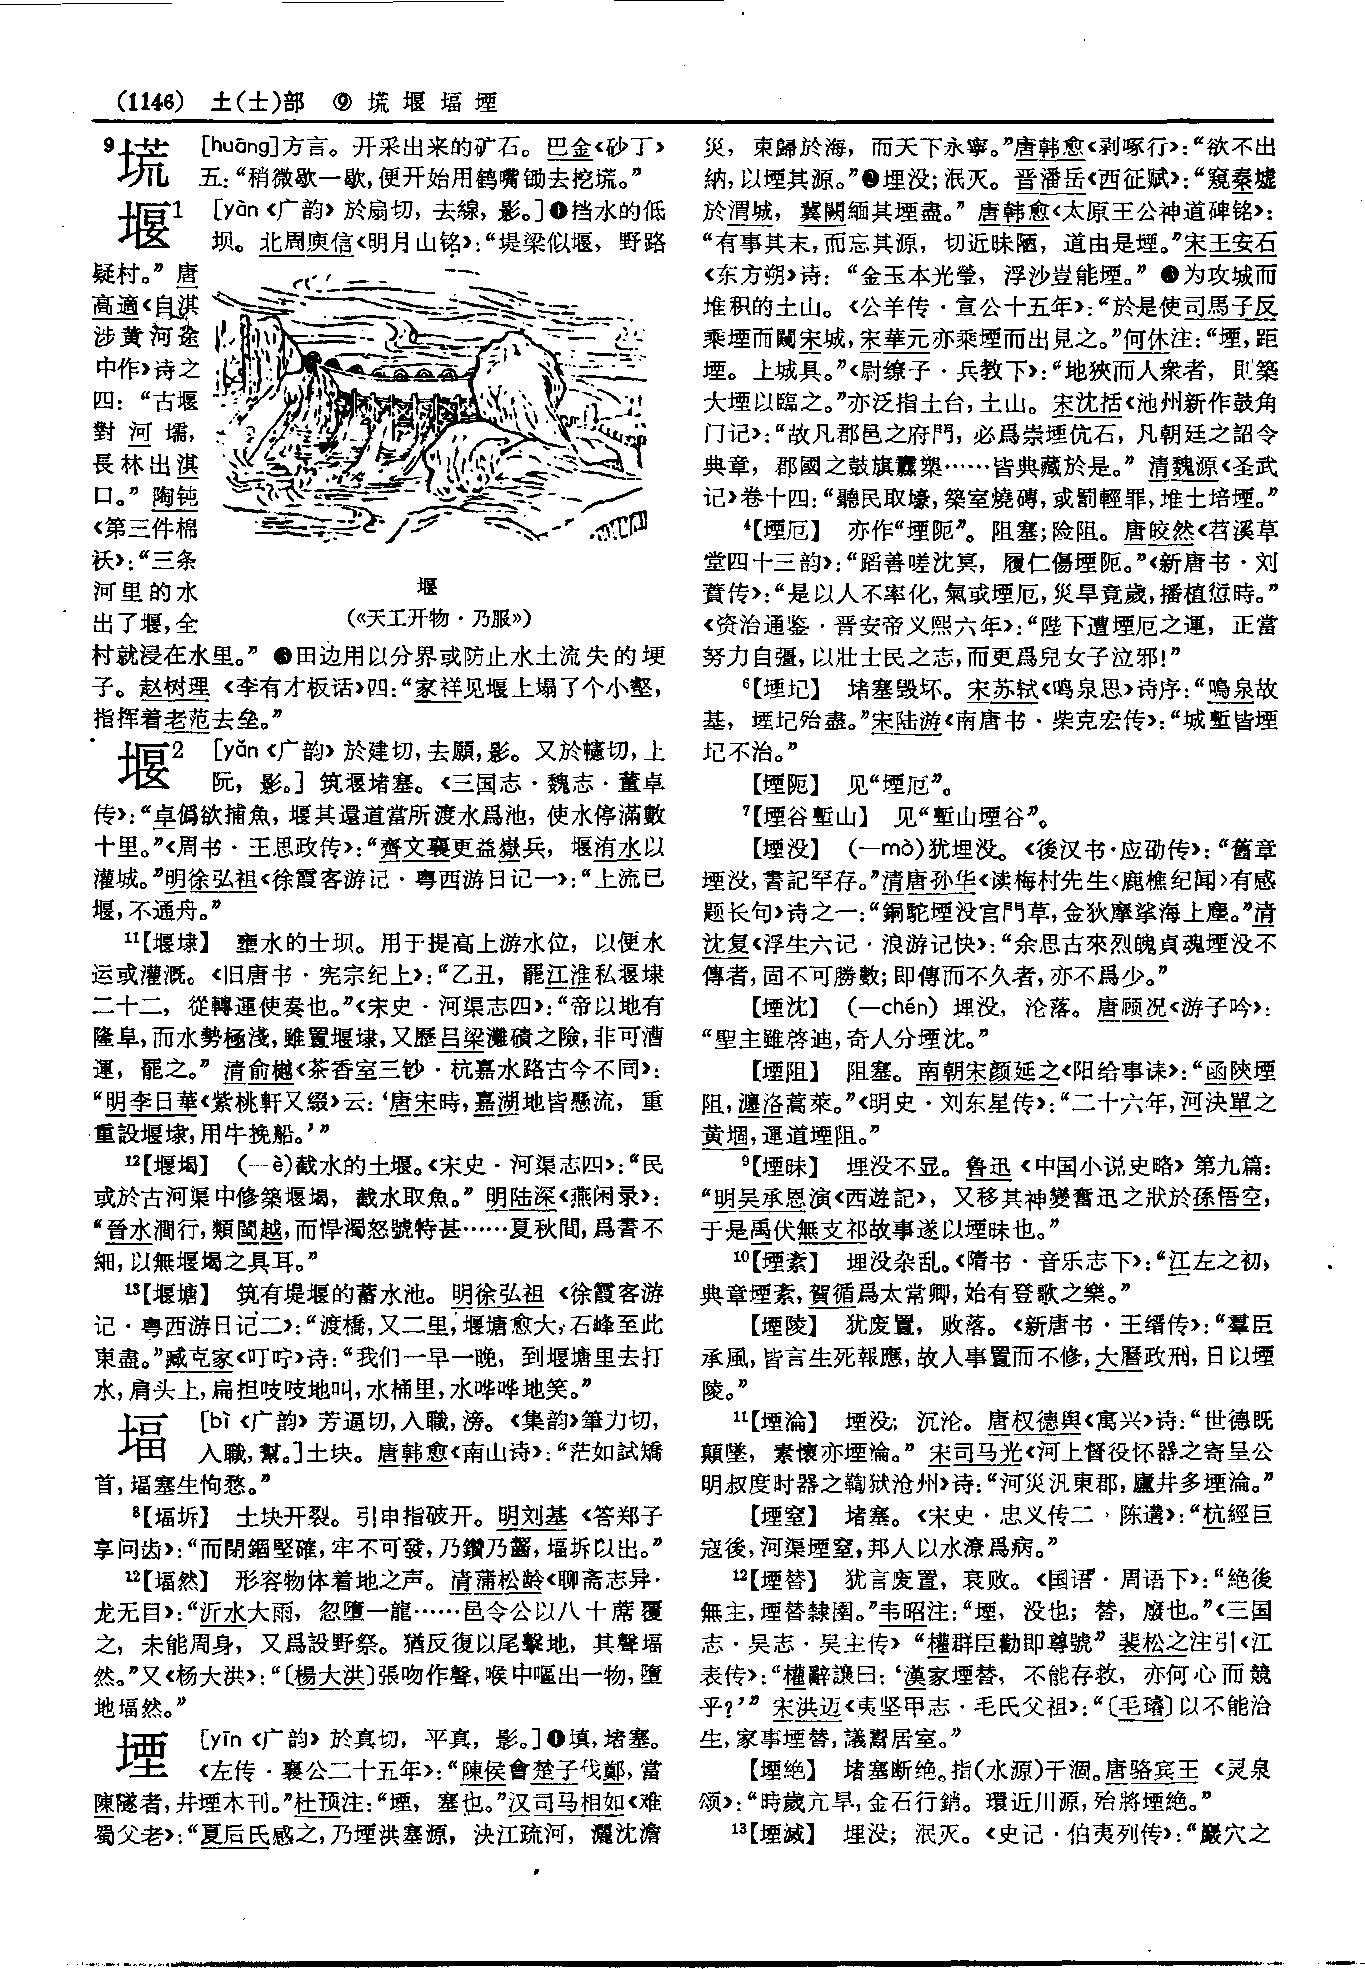 (1146) 土(士)部 ⑨ 㙂 堰 堛 堙
9㙂 [huāng]方言。开采出来的矿石。巴金《砂丁》
五：“稍微歇一歇，便开始用鹤嘴锄去挖㙂。”
堰1 [yàn《广韵》於扇切，去線，影。]❶挡水的低
坝。北周庾信《明月山铭》：“堤梁似堰，野路
疑村。”唐
高適《自淇
涉黄河途
中作》诗之
四：“古堰
對河壖，
長林出淇
口。”陶钝
《第三件棉
袄》：“三条
河里的水
出了堰，全
堰
(《天工开物·乃服》)
村就浸在水里。”❷田边用以分界或防止水土流失的埂
子。赵树理《李有才板话》四：“家祥见堰上塌了个小壑，
指挥着老范去垒。”
堰2 [yǎn《广韵》於建切，去願，影。又於幰切，上
阮，影。]筑堰堵塞。《三国志·魏志·董卓
传》：“卓僞欲捕魚，堰其還道當所渡水爲池，使水停滿數
十里。”《周书·王思政传》：“齊文襄更益嶽兵，堰洧水以
灌城。”明徐弘祖《徐霞客游记·粤西游日记一》：“上流已
堰，不通舟。”
11【堰埭】 壅水的土坝。用于提高上游水位，以便水
运或灌溉。《旧唐书·宪宗纪上》：“乙丑，罷江淮私堰埭
二十二，從轉運使奏也。”《宋史·河渠志四》：“帝以地有
隆阜，而水勢極淺，雖置堰埭，又歷吕梁灘磧之險，非可漕
運，罷之。”清俞樾《茶香室三钞·杭嘉水路古今不同》：
“明李日華《紫桃軒又綴》云：‘唐宋時，嘉湖地皆懸流，重
重設堰埭，用牛挽船。’”
12【堰堨】 (—è)截水的土堰。《宋史·河渠志四》：“民
或於古河渠中修築堰堨，截水取魚。”明陆深《燕闲录》：
“晉水澗行，類閩越，而悍濁怒號特甚……夏秋間，爲害不
細，以無堰堨之具耳。”
13【堰塘】 筑有堤堰的蓄水池。明徐弘祖《徐霞客游
记·粤西游日记二》：“渡橋，又二里，堰塘愈大，石峰至此
東盡。”臧克家《叮咛》诗：“我们一早一晚，到堰塘里去打
水，肩头上，扁担吱吱地叫，水桶里，水哗哗地笑。”
堛 [bì《广韵》芳逼切，入職，滂。《集韵》筆力切，
入職，幫。]土块。唐韩愈《南山诗》：“茫如試矯
首，堛塞生怐愗。”
8【堛坼】 土块开裂。引申指破开。明刘基《答郑子
享问齿》：“而閉錮堅確，牢不可發，乃鑽乃齧，堛坼以出。”
12【堛然】 形容物体着地之声。清蒲松龄《聊斋志异·
龙无目》：“沂水大雨，忽墮一龍……邑令公以八十蓆覆
之，未能周身，又爲設野祭。猶反復以尾擊地，其聲堛
然。”又《杨大洪》：“〔楊大洪〕張吻作聲，喉中嘔出一物，墮
地堛然。”
堙 [yīn《广韵》於真切，平真，影。]❶填，堵塞。
《左传·襄公二十五年》：“陳侯會楚子伐鄭，當
陳隧者，井堙木刊。”杜预注：“堙，塞也。”汉司马相如《难
蜀父老》：“夏后氏慼之，乃堙洪塞源，決江疏河，灑沈澹
災，東歸於海，而天下永寧。”唐韩愈《剥啄行》：“欲不出
納，以堙其源。”❷埋没；泯灭。晋潘岳《西征赋》：“窺秦墟
於渭城，冀闕緬其堙盡。”唐韩愈《太原王公神道碑铭》：
“有事其末，而忘其源，切近昧陋，道由是堙。”宋王安石
《东方朔》诗：“金玉本光瑩，浮沙豈能堙。”❸为攻城而
堆积的土山。《公羊传·宣公十五年》：“於是使司馬子反
乘堙而闚宋城，宋華元亦乘堙而出見之。”何休注：“堙，距
堙。上城具。”《尉缭子·兵教下》：“地狹而人衆者，則築
大堙以臨之。”亦泛指土台，土山。宋沈括《池州新作鼓角
门记》：“故凡郡邑之府門，必爲崇堙伉石，凡朝廷之詔令
典章，郡國之鼓旗纛槊……皆典藏於是。”清魏源《圣武
记》卷十四：“聽民取壕，築室燒磚，或罰輕罪，堆土培堙。”
4【堙厄】 亦作“堙阨”。阻塞；险阻。唐皎然《苕溪草
堂四十三韵》：“蹈善嗟沈冥，履仁傷堙阨。”《新唐书·刘
蕡传》：“是以人不率化，氣或堙厄，災旱竟歲，播植愆時。”
《资治通鉴·晋安帝义熙六年》：“陛下遭堙厄之運，正當
努力自彊，以壯士民之志，而更爲兒女子泣邪！”
6【堙圮】 堵塞毁坏。宋苏轼《鸣泉思》诗序：“鳴泉故
基，堙圮殆盡。”宋陆游《南唐书·柴克宏传》：“城塹皆堙
圮不治。”
【堙阨】 见“堙厄”。
7【堙谷塹山】 见“塹山堙谷”。
【堙没】 (—mò)犹埋没。《後汉书·应劭传》：“舊章
堙没，書記罕存。”清唐孙华《读梅村先生〈鹿樵纪闻〉有感
题长句》诗之一：“銅駝堙没宫門草，金狄摩挲海上塵。”清
沈复《浮生六记·浪游记快》：“余思古來烈魄貞魂堙没不
傳者，固不可勝數；即傳而不久者，亦不爲少。”
【堙沈】 (—chén) 埋没，沦落。唐顾况《游子吟》：
“聖主雖啓迪，奇人分堙沈。”
【堙阻】 阻塞。南朝宋颜延之《阳给事诔》：“函陝堙
阻，瀍洛蒿萊。”《明史·刘东星传》：“二十六年，河決單之
黄堌，運道堙阻。”
9【堙昧】 埋没不显。鲁迅《中国小说史略》第九篇：
“明吴承恩演《西遊記》，又移其神變奮迅之狀於孫悟空，
于是禹伏無支祁故事遂以堙昧也。”
10【堙紊】 埋没杂乱。《隋书·音乐志下》：“江左之初，
典章堙紊，賀循爲太常卿，始有登歌之樂。”
【堙陵】 犹废置，败落。《新唐书·王缙传》：“羣臣
承風，皆言生死報應，故人事置而不修，大曆政刑，日以堙
陵。”
11【堙淪】 堙没；沉沦。唐权德舆《寓兴》诗：“世德既
顛墜，素懷亦堙淪。”宋司马光《河上督役怀器之寄呈公
明叔度时器之鞫狱沧州》诗：“河災汎東郡，廬井多堙淪。”
【堙窒】 堵塞。《宋史·忠义传二·陈遘》：“杭經巨
寇後，河渠堙窒，邦人以水潦爲病。”
12【堙替】 犹言废置，衰败。《国语·周语下》：“絶後
無主，堙替隸圉。”韦昭注：“堙，没也；替，廢也。”《三国
志·吴志·吴主传》“權群臣勸即尊號”裴松之注引《江
表传》：“權辭讓曰：‘漢家堙替，不能存救，亦何心而競
乎？’”宋洪迈《夷坚甲志·毛氏父祖》：“〔毛璿〕以不能治
生，家事堙替，議鬻居室。”
【堙絶】 堵塞断绝。指(水源)干涸。唐骆宾王《灵泉
颂》：“時歲亢旱，金石行銷。環近川源，殆將堙絶。”
13【堙滅】 埋没；泯灭。《史记·伯夷列传》：“巖穴之